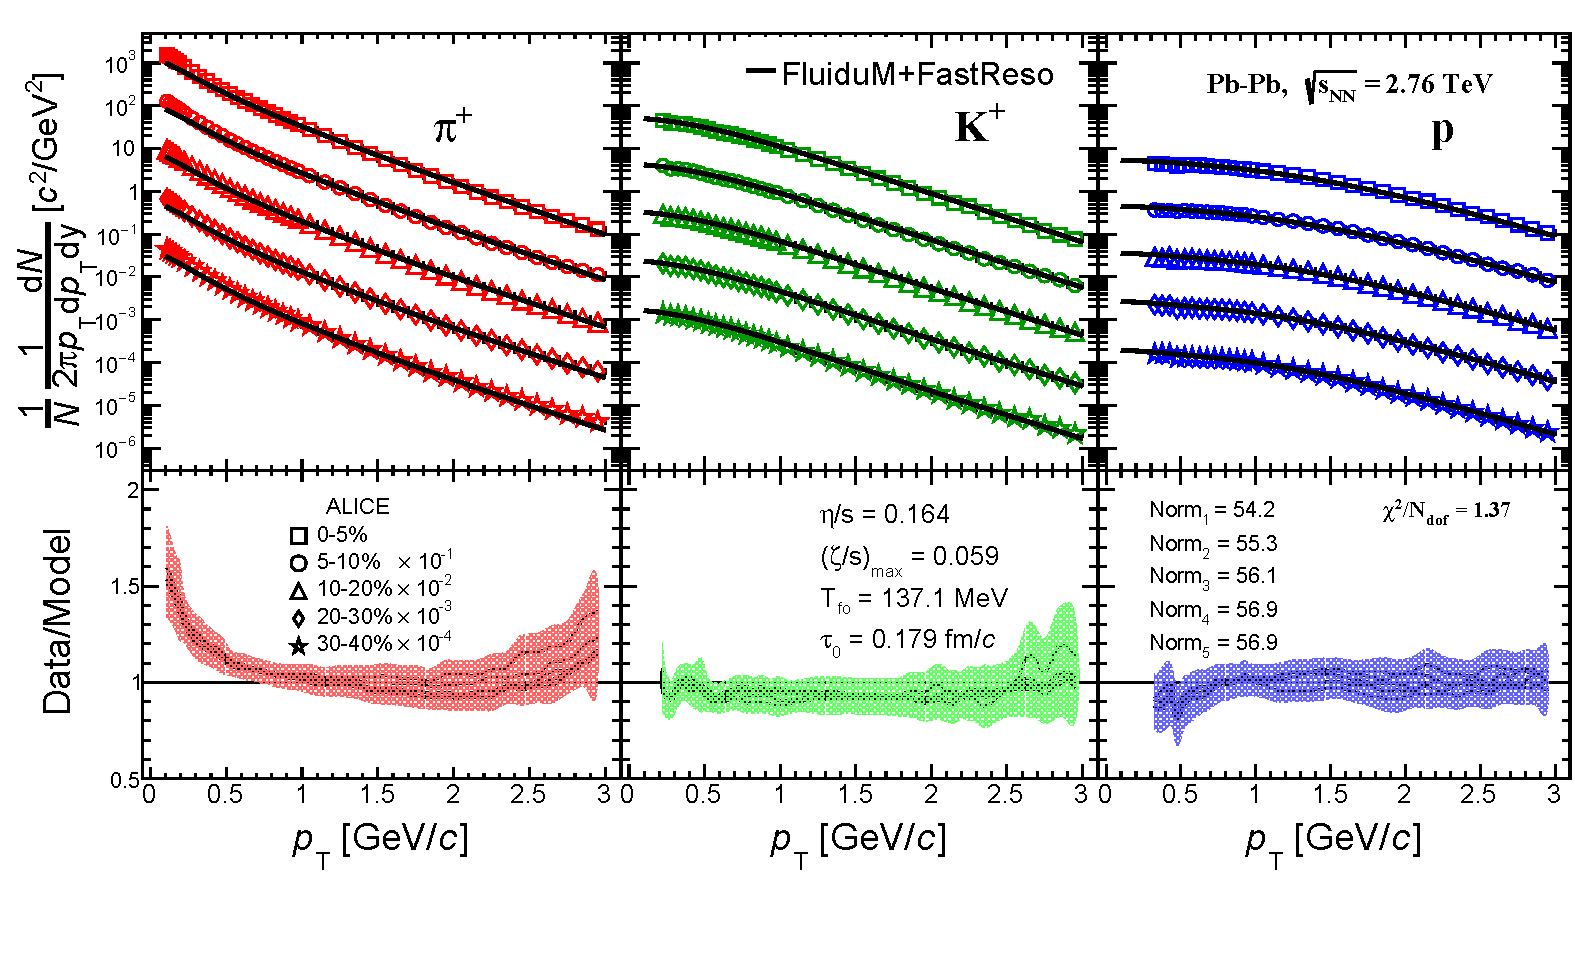 1/N 1/(2πp_T) dN/(dp_T dy) [c²/GeV²]
10³
10²
10
1
10⁻¹
10⁻²
10⁻³
10⁻⁴
10⁻⁵
10⁻⁶
π⁺
FluiduM+FastReso
K⁺
Pb-Pb, √s_NN = 2.76 TeV
p
Data/Model
2
1.5
1
0.5
ALICE
0-5%
5-10% × 10⁻¹
10-20% × 10⁻²
20-30% × 10⁻³
30-40% × 10⁻⁴
η/s = 0.164
(ζ/s)_max = 0.059
T_fo = 137.1 MeV
τ_0 = 0.179 fm/c
Norm_1 = 54.2
Norm_2 = 55.3
Norm_3 = 56.1
Norm_4 = 56.9
Norm_5 = 56.9
χ²/N_dof = 1.37
0 0.5 1 1.5 2 2.5 3
0 0.5 1 1.5 2 2.5 3
0 0.5 1 1.5 2 2.5 3
p_T [GeV/c]
p_T [GeV/c]
p_T [GeV/c]